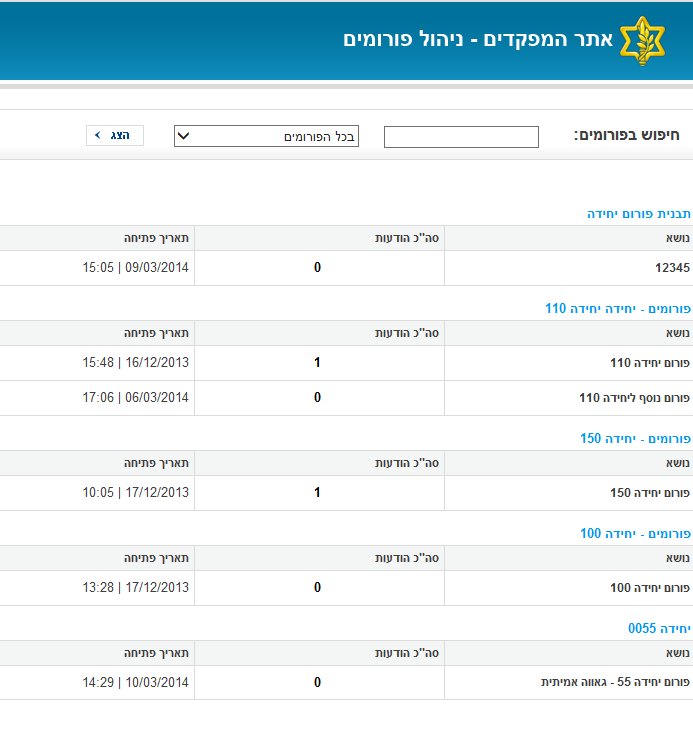 אתר המפקדים - ניהול פורומים
חיפוש בפורומים: בכל הפורומים הצג
תבנית פורום יחידה
נושא סה"כ הודעות תאריך פתיחה
12345 0 09/03/2014 | 15:05
פורומים - יחידה יחידה 110
נושא סה"כ הודעות תאריך פתיחה
פורום יחידה 110 1 16/12/2013 | 15:48
פורום נוסף ליחידה 110 0 06/03/2014 | 17:06
פורומים - יחידה 150
נושא סה"כ הודעות תאריך פתיחה
פורום יחידה 150 1 17/12/2013 | 10:05
פורומים - יחידה 100
נושא סה"כ הודעות תאריך פתיחה
פורום יחידה 100 0 17/12/2013 | 13:28
יחידה 0055
נושא סה"כ הודעות תאריך פתיחה
פורום יחידה 55 - גאווה אמיתית 0 10/03/2014 | 14:29